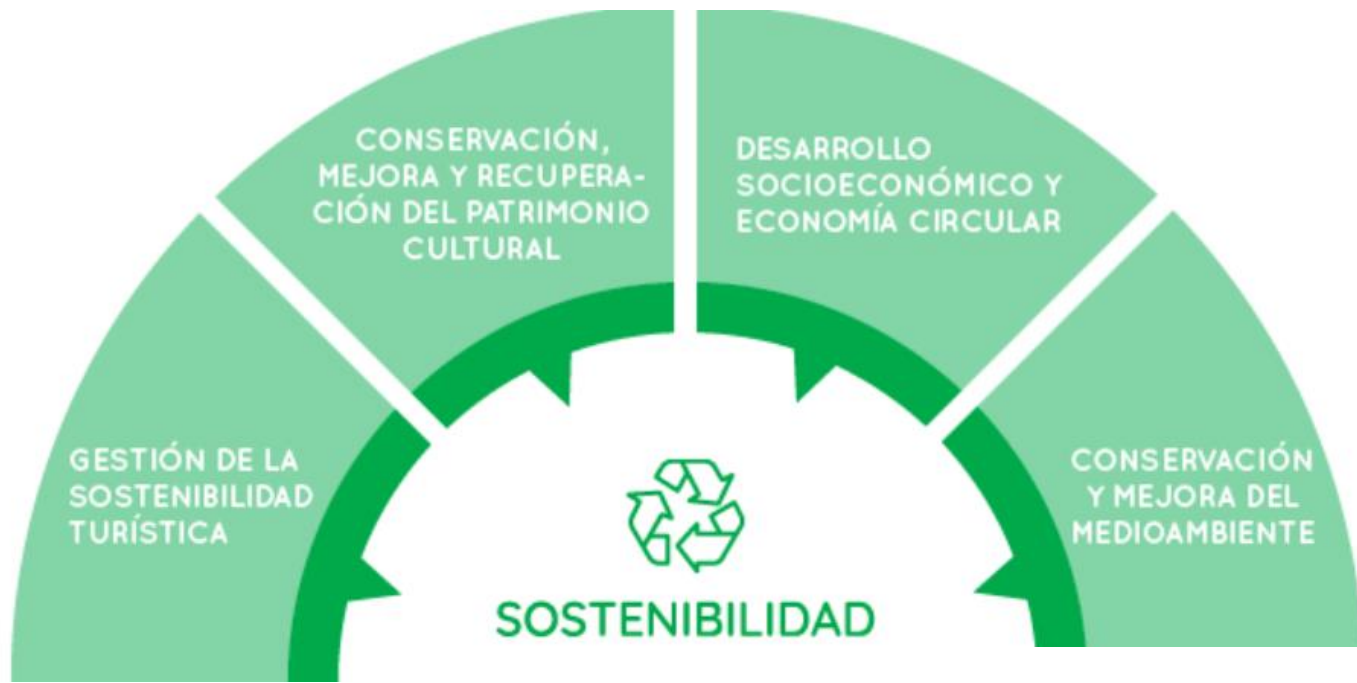 CONSERVACIÓN,
MEJORA Y RECUPERA-
CIÓN DEL PATRIMONIO
CULTURAL
DESARROLLO
SOCIOECONÓMICO Y
ECONOMÍA CIRCULAR
GESTIÓN DE LA
SOSTENIBILIDAD
TURÍSTICA
CONSERVACIÓN
Y MEJORA DEL
MEDIOAMBIENTE
SOSTENIBILIDAD